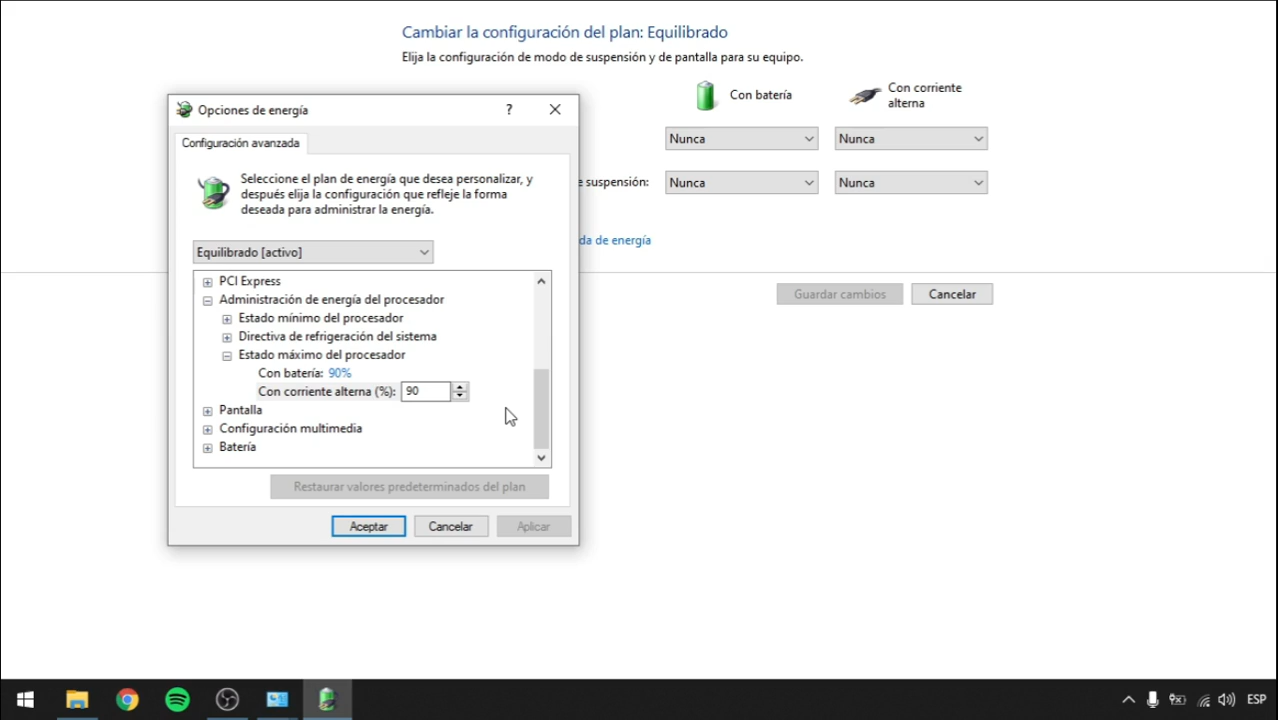 Cambiar la configuración del plan: Equilibrado
Elija la configuración de modo de suspensión y de pantalla para su equipo.
Con batería
Con corriente
alterna
Nunca
Nunca
e suspensión:
Nunca
Nunca
da de energía
Guardar cambios
Cancelar
Opciones de energía
?
Configuración avanzada
Seleccione el plan de energía que desea personalizar, y
después elija la configuración que refleje la forma
deseada para administrar la energía.
Equilibrado [activo]
PCI Express
Administración de energía del procesador
Estado mínimo del procesador
Directiva de refrigeración del sistema
Estado máximo del procesador
Con batería: 90%
Con corriente alterna (%): 90
Pantalla
Configuración multimedia
Batería
Restaurar valores predeterminados del plan
Aceptar
Cancelar
Aplicar
ESP